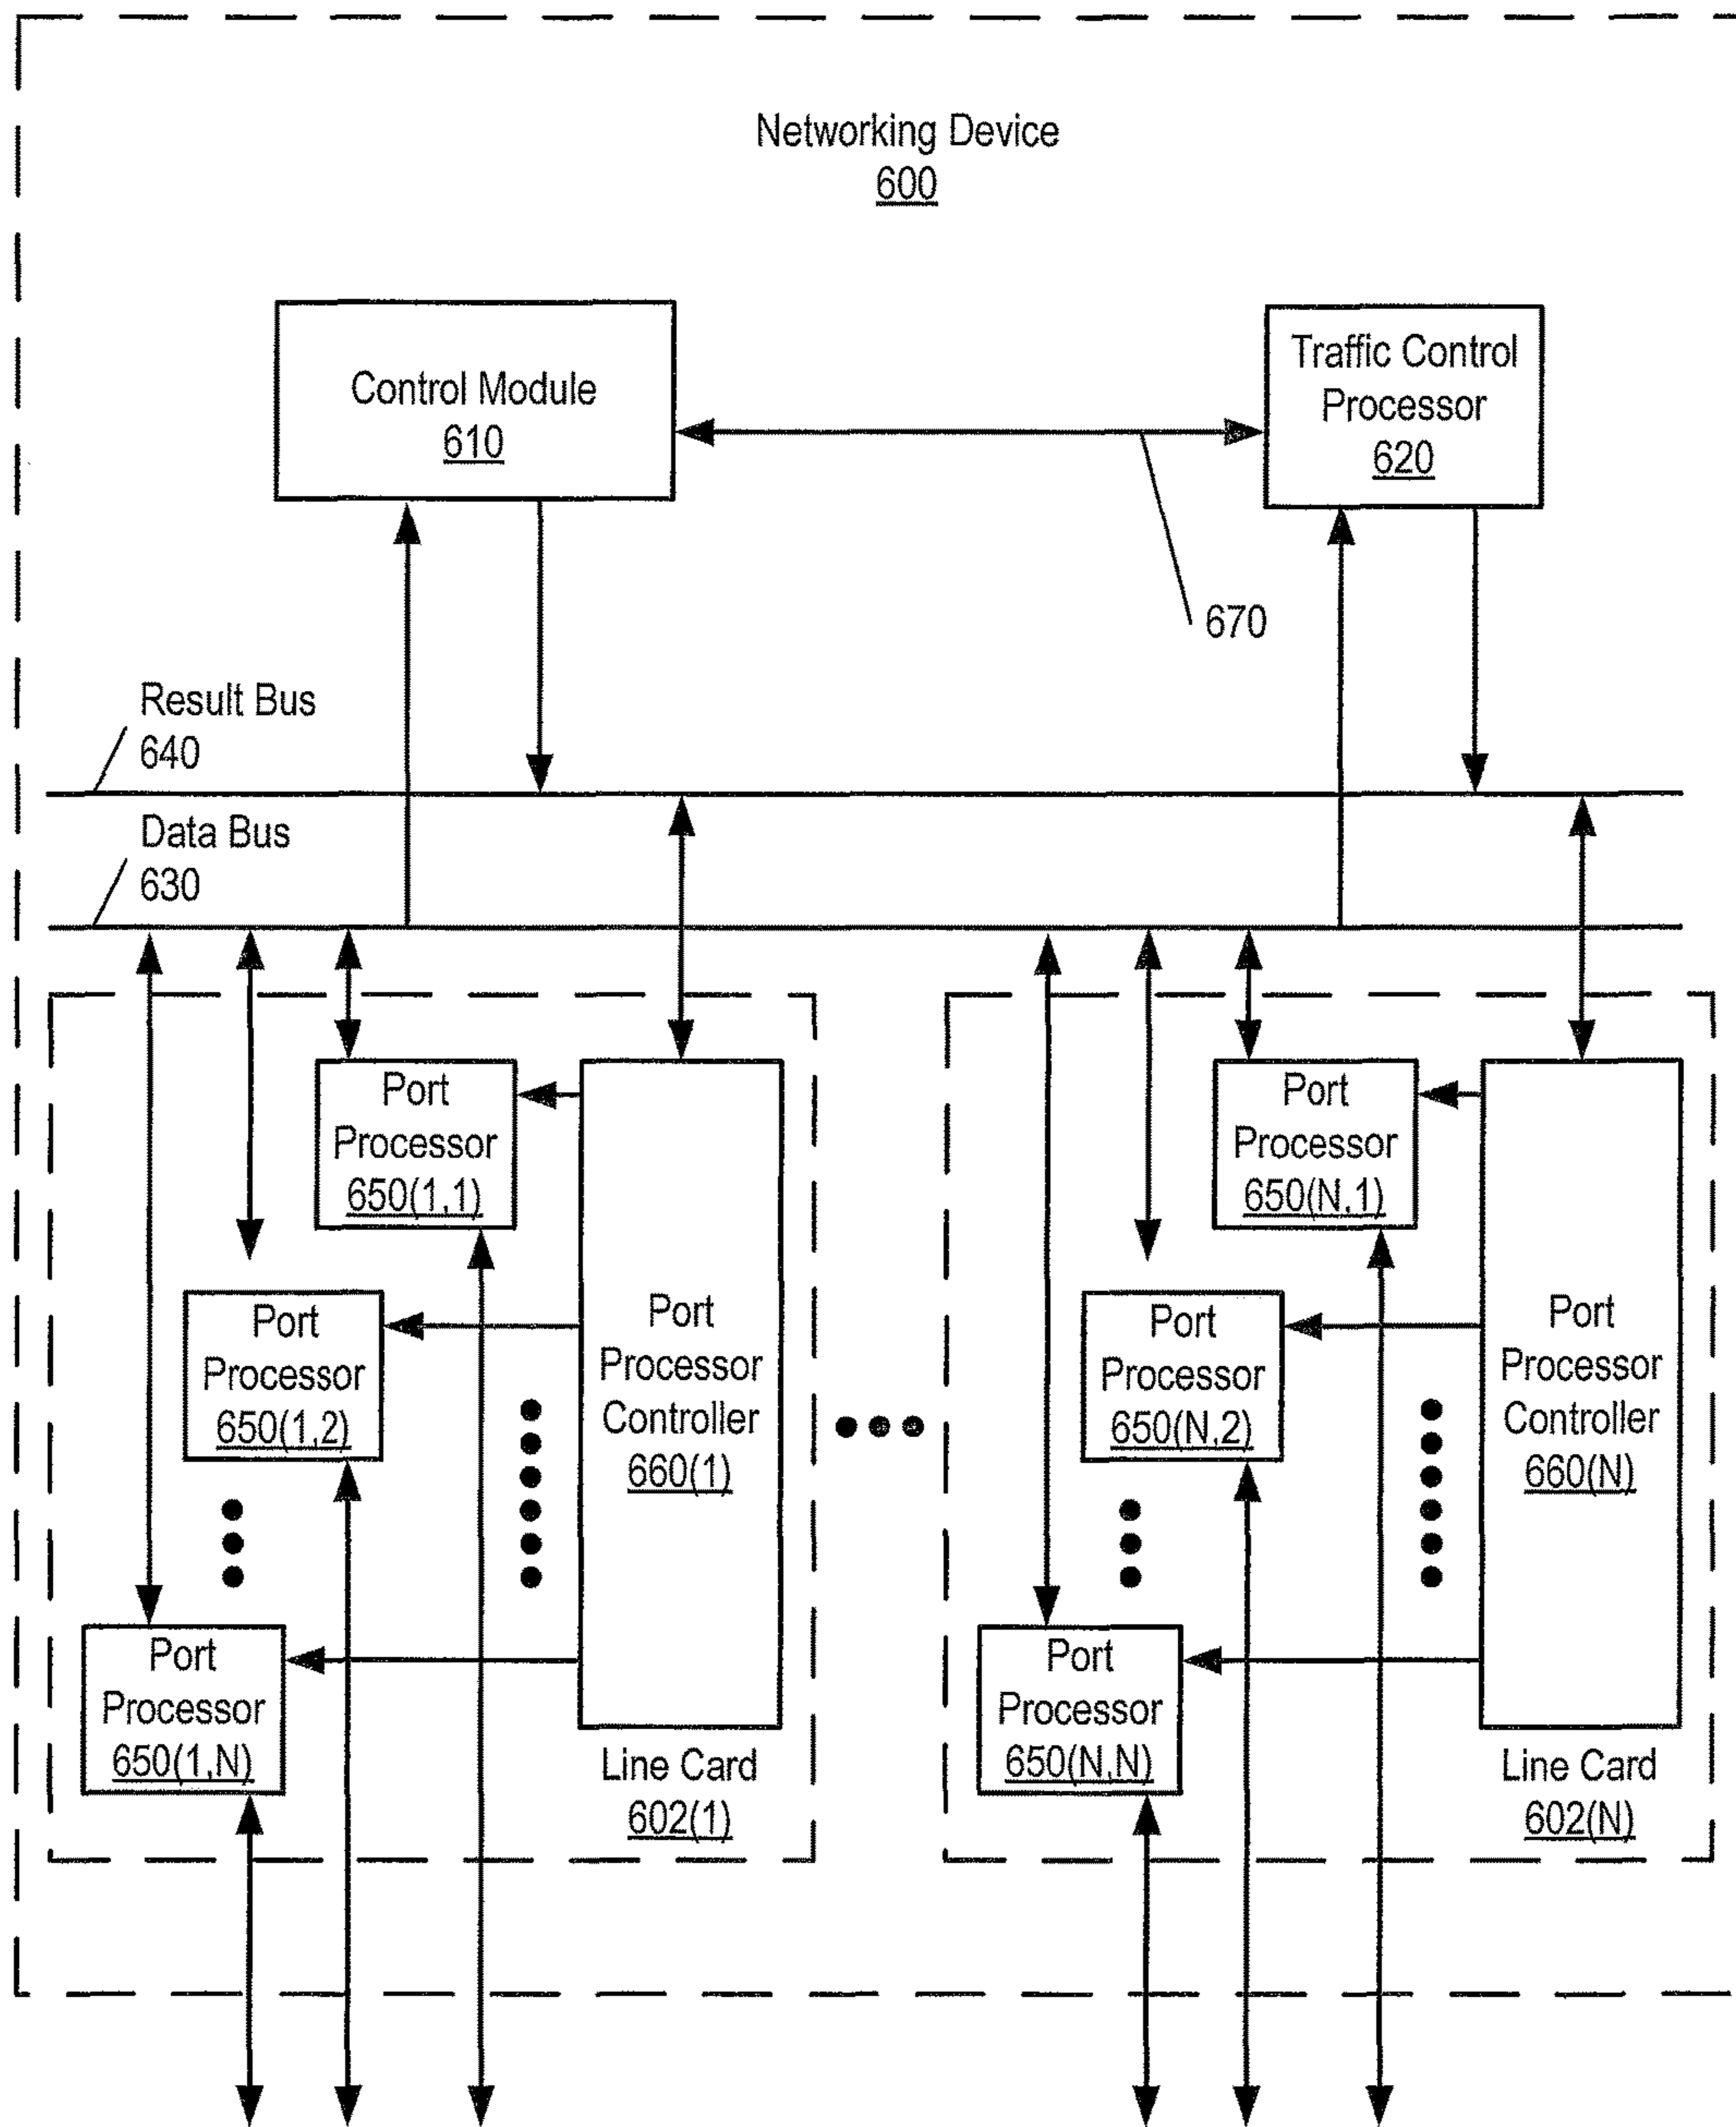 Networking Device
600
Control Module
610
Traffic Control
Processor
620
670
Result Bus
640
Data Bus
630
Port
Processor
650(1,1)
Port
Processor
650(1,2)
Port
Processor
650(1,N)
Port
Processor
Controller
660(1)
Line Card
602(1)
Port
Processor
650(N,1)
Port
Processor
650(N,2)
Port
Processor
650(N,N)
Port
Processor
Controller
660(N)
Line Card
602(N)